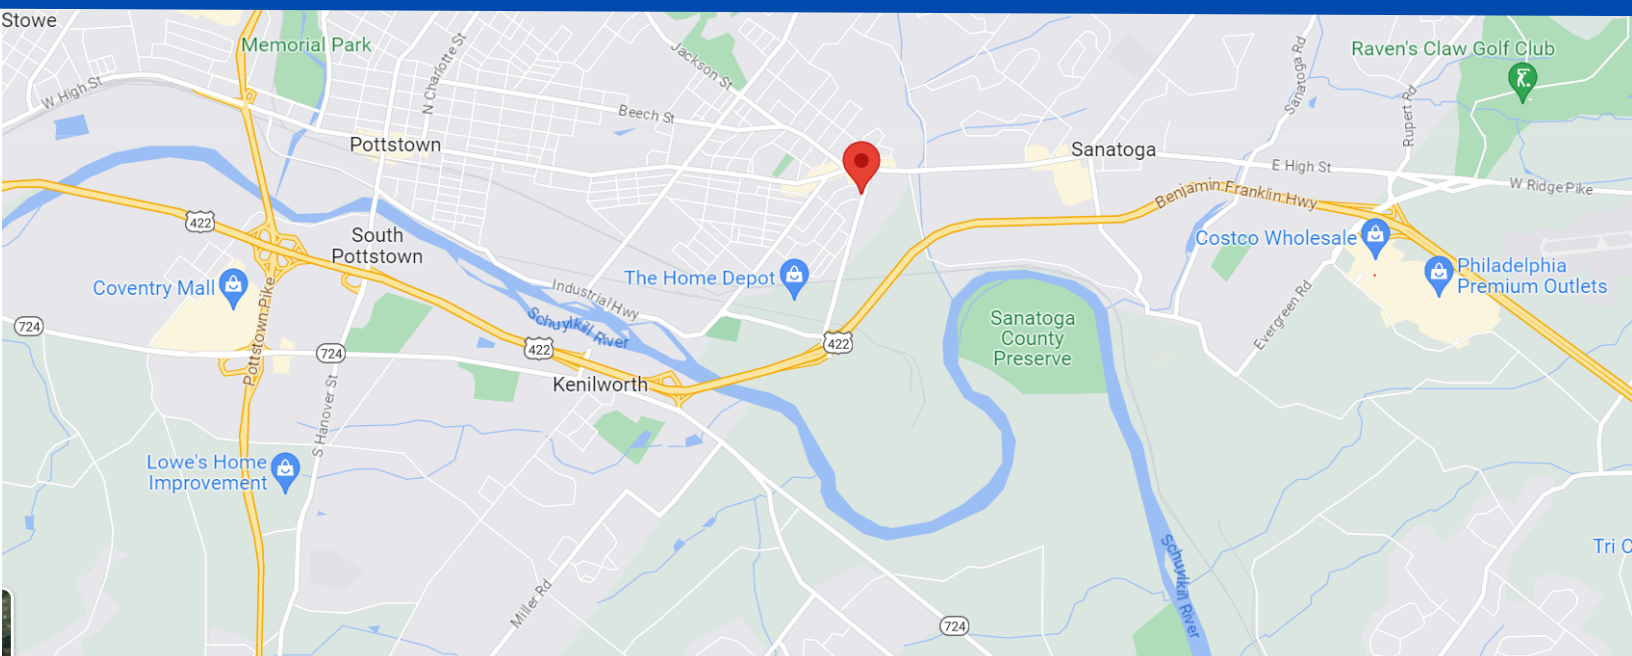 Stowe
Memorial Park
N Charlotte St
Jackson St
Sanatoga Rd
Raven's Claw Golf Club
W High St
Beech St
Rupert Rd
Pottstown
Sanatoga
E High St
W Ridge Pike
Benjamin Franklin Hwy
422
South
Pottstown
Costco Wholesale
Coventry Mall
The Home Depot
Philadelphia
Premium Outlets
Industrial Hwy
Schuylkill River
Evergreen Rd
724
Pottstown Pike
724
422
422
Sanatoga
County
Preserve
Kenilworth
S Hanover St
Lowe's Home
Improvement
Tri C
Schuylkill River
Miller Rd
724